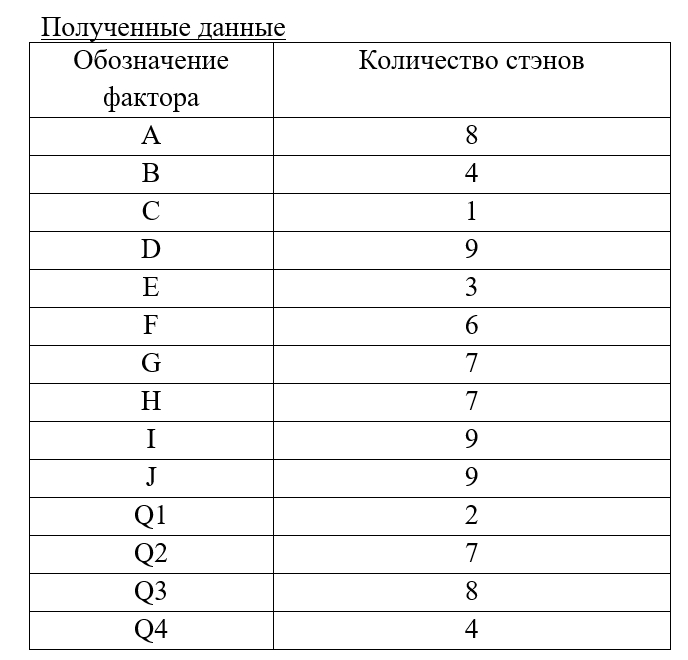 Полученные данные
Обозначение Количество стэнов
фактора
A 8
B 4
C 1
D 9
E 3
F 6
G 7
H 7
I 9
J 9
Q1 2
Q2 7
Q3 8
Q4 4